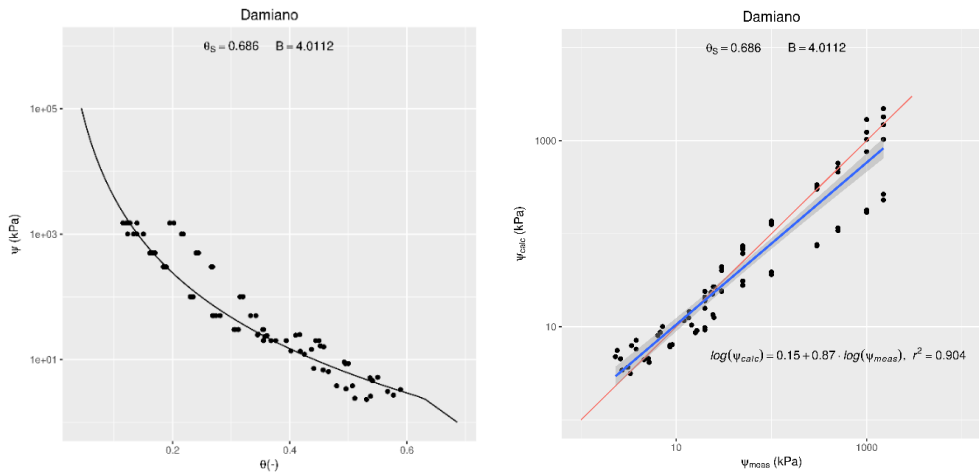 Damiano
θS = 0.686 B = 4.0112
1e+05
1e+03
1e+01
ψ (kPa)
0.2 0.4 0.6
θ(-)
Damiano
θS = 0.686 B = 4.0112
1000
10
ψcalc (kPa)
log(ψcalc) = 0.15 + 0.87 · log(ψmeas), r² = 0.904
10 1000
ψmeas (kPa)